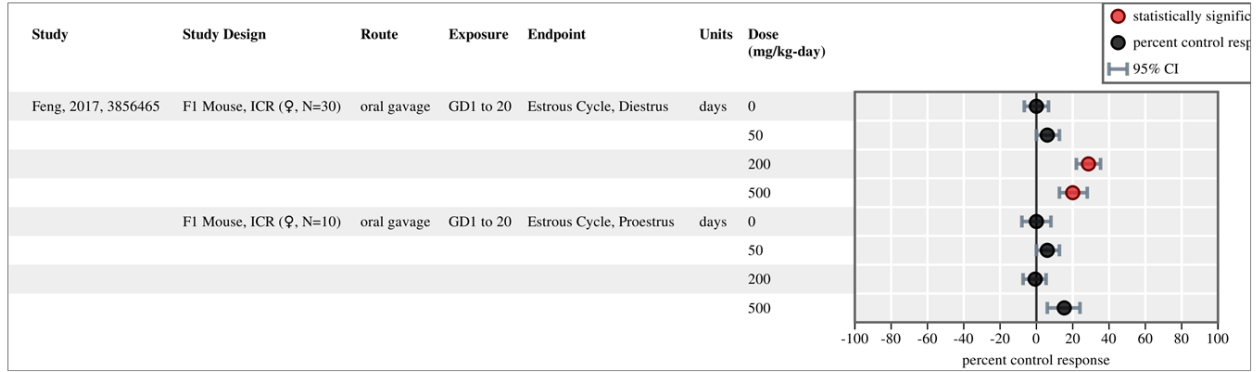 statistically signific
percent control resp
95% CI
Study Study Design Route Exposure Endpoint Units Dose
(mg/kg-day)
Feng, 2017, 3856465 F1 Mouse, ICR (♀, N=30) oral gavage GD1 to 20 Estrous Cycle, Diestrus days 0
50
200
500
F1 Mouse, ICR (♀, N=10) oral gavage GD1 to 20 Estrous Cycle, Proestrus days 0
50
200
500
-100 -80 -60 -40 -20 0 20 40 60 80 100
percent control response